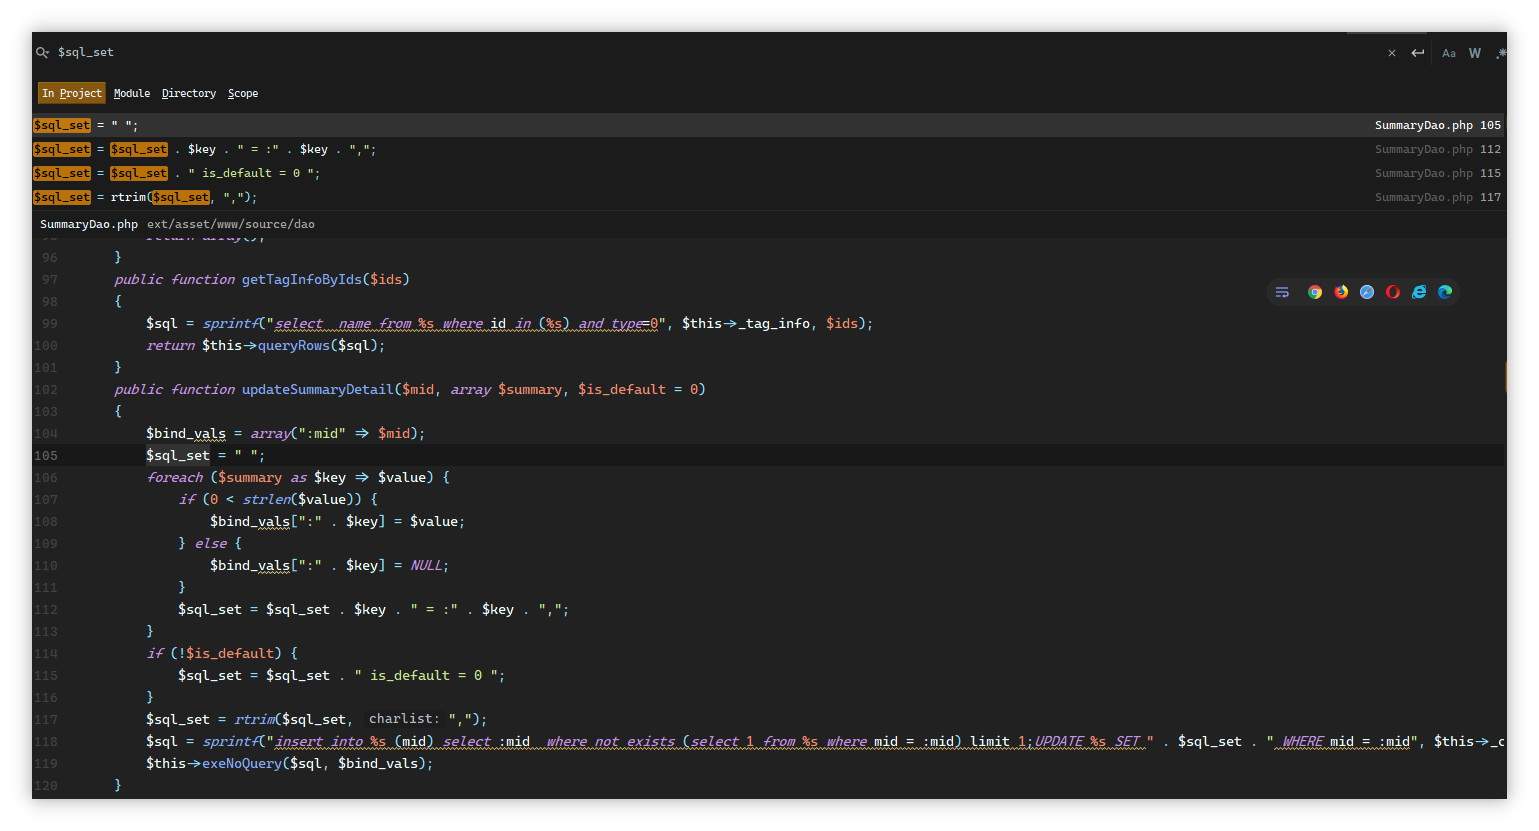 $sql_set
Aa W .*
In Project Module Directory Scope
$sql_set = " "; SummaryDao.php 105
$sql_set = $sql_set . $key . " = :" . $key . ","; SummaryDao.php 112
$sql_set = $sql_set . " is_default = 0 "; SummaryDao.php 115
$sql_set = rtrim($sql_set, ","); SummaryDao.php 117
SummaryDao.php ext/asset/www/source/dao
95 return array();
96 }
97 public function getTagInfoByIds($ids)
98 {
99 $sql = sprintf("select  name from %s where id in (%s) and type=0", $this->_tag_info, $ids);
100 return $this->queryRows($sql);
101 }
102 public function updateSummaryDetail($mid, array $summary, $is_default = 0)
103 {
104 $bind_vals = array(":mid" => $mid);
105 $sql_set = " ";
106 foreach ($summary as $key => $value) {
107 if (0 < strlen($value)) {
108 $bind_vals[":" . $key] = $value;
109 } else {
110 $bind_vals[":" . $key] = NULL;
111 }
112 $sql_set = $sql_set . $key . " = :" . $key . ",";
113 }
114 if (!$is_default) {
115 $sql_set = $sql_set . " is_default = 0 ";
116 }
117 $sql_set = rtrim($sql_set, charlist: ",");
118 $sql = sprintf("insert into %s (mid) select :mid  where not exists (select 1 from %s where mid = :mid) limit 1;UPDATE %s SET " . $sql_set . " WHERE mid = :mid", $this->_c
119 $this->exeNoQuery($sql, $bind_vals);
120 }